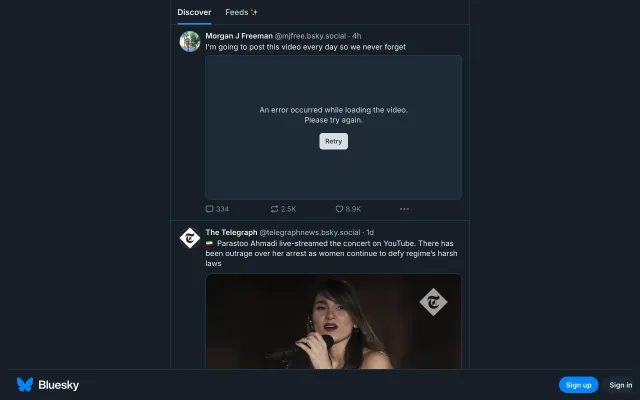 Discover Feeds ✨
Morgan J Freeman @mjfree.bsky.social · 4h
I'm going to post this video every day so we never forget
An error occurred while loading the video.
Please try again.
Retry
334 2.5K 8.9K
The Telegraph @telegraphnews.bsky.social · 1d
🇮🇷 Parastoo Ahmadi live-streamed the concert on YouTube. There has
been outrage over her arrest as women continue to defy regime's harsh
laws
Bluesky Sign up Sign in